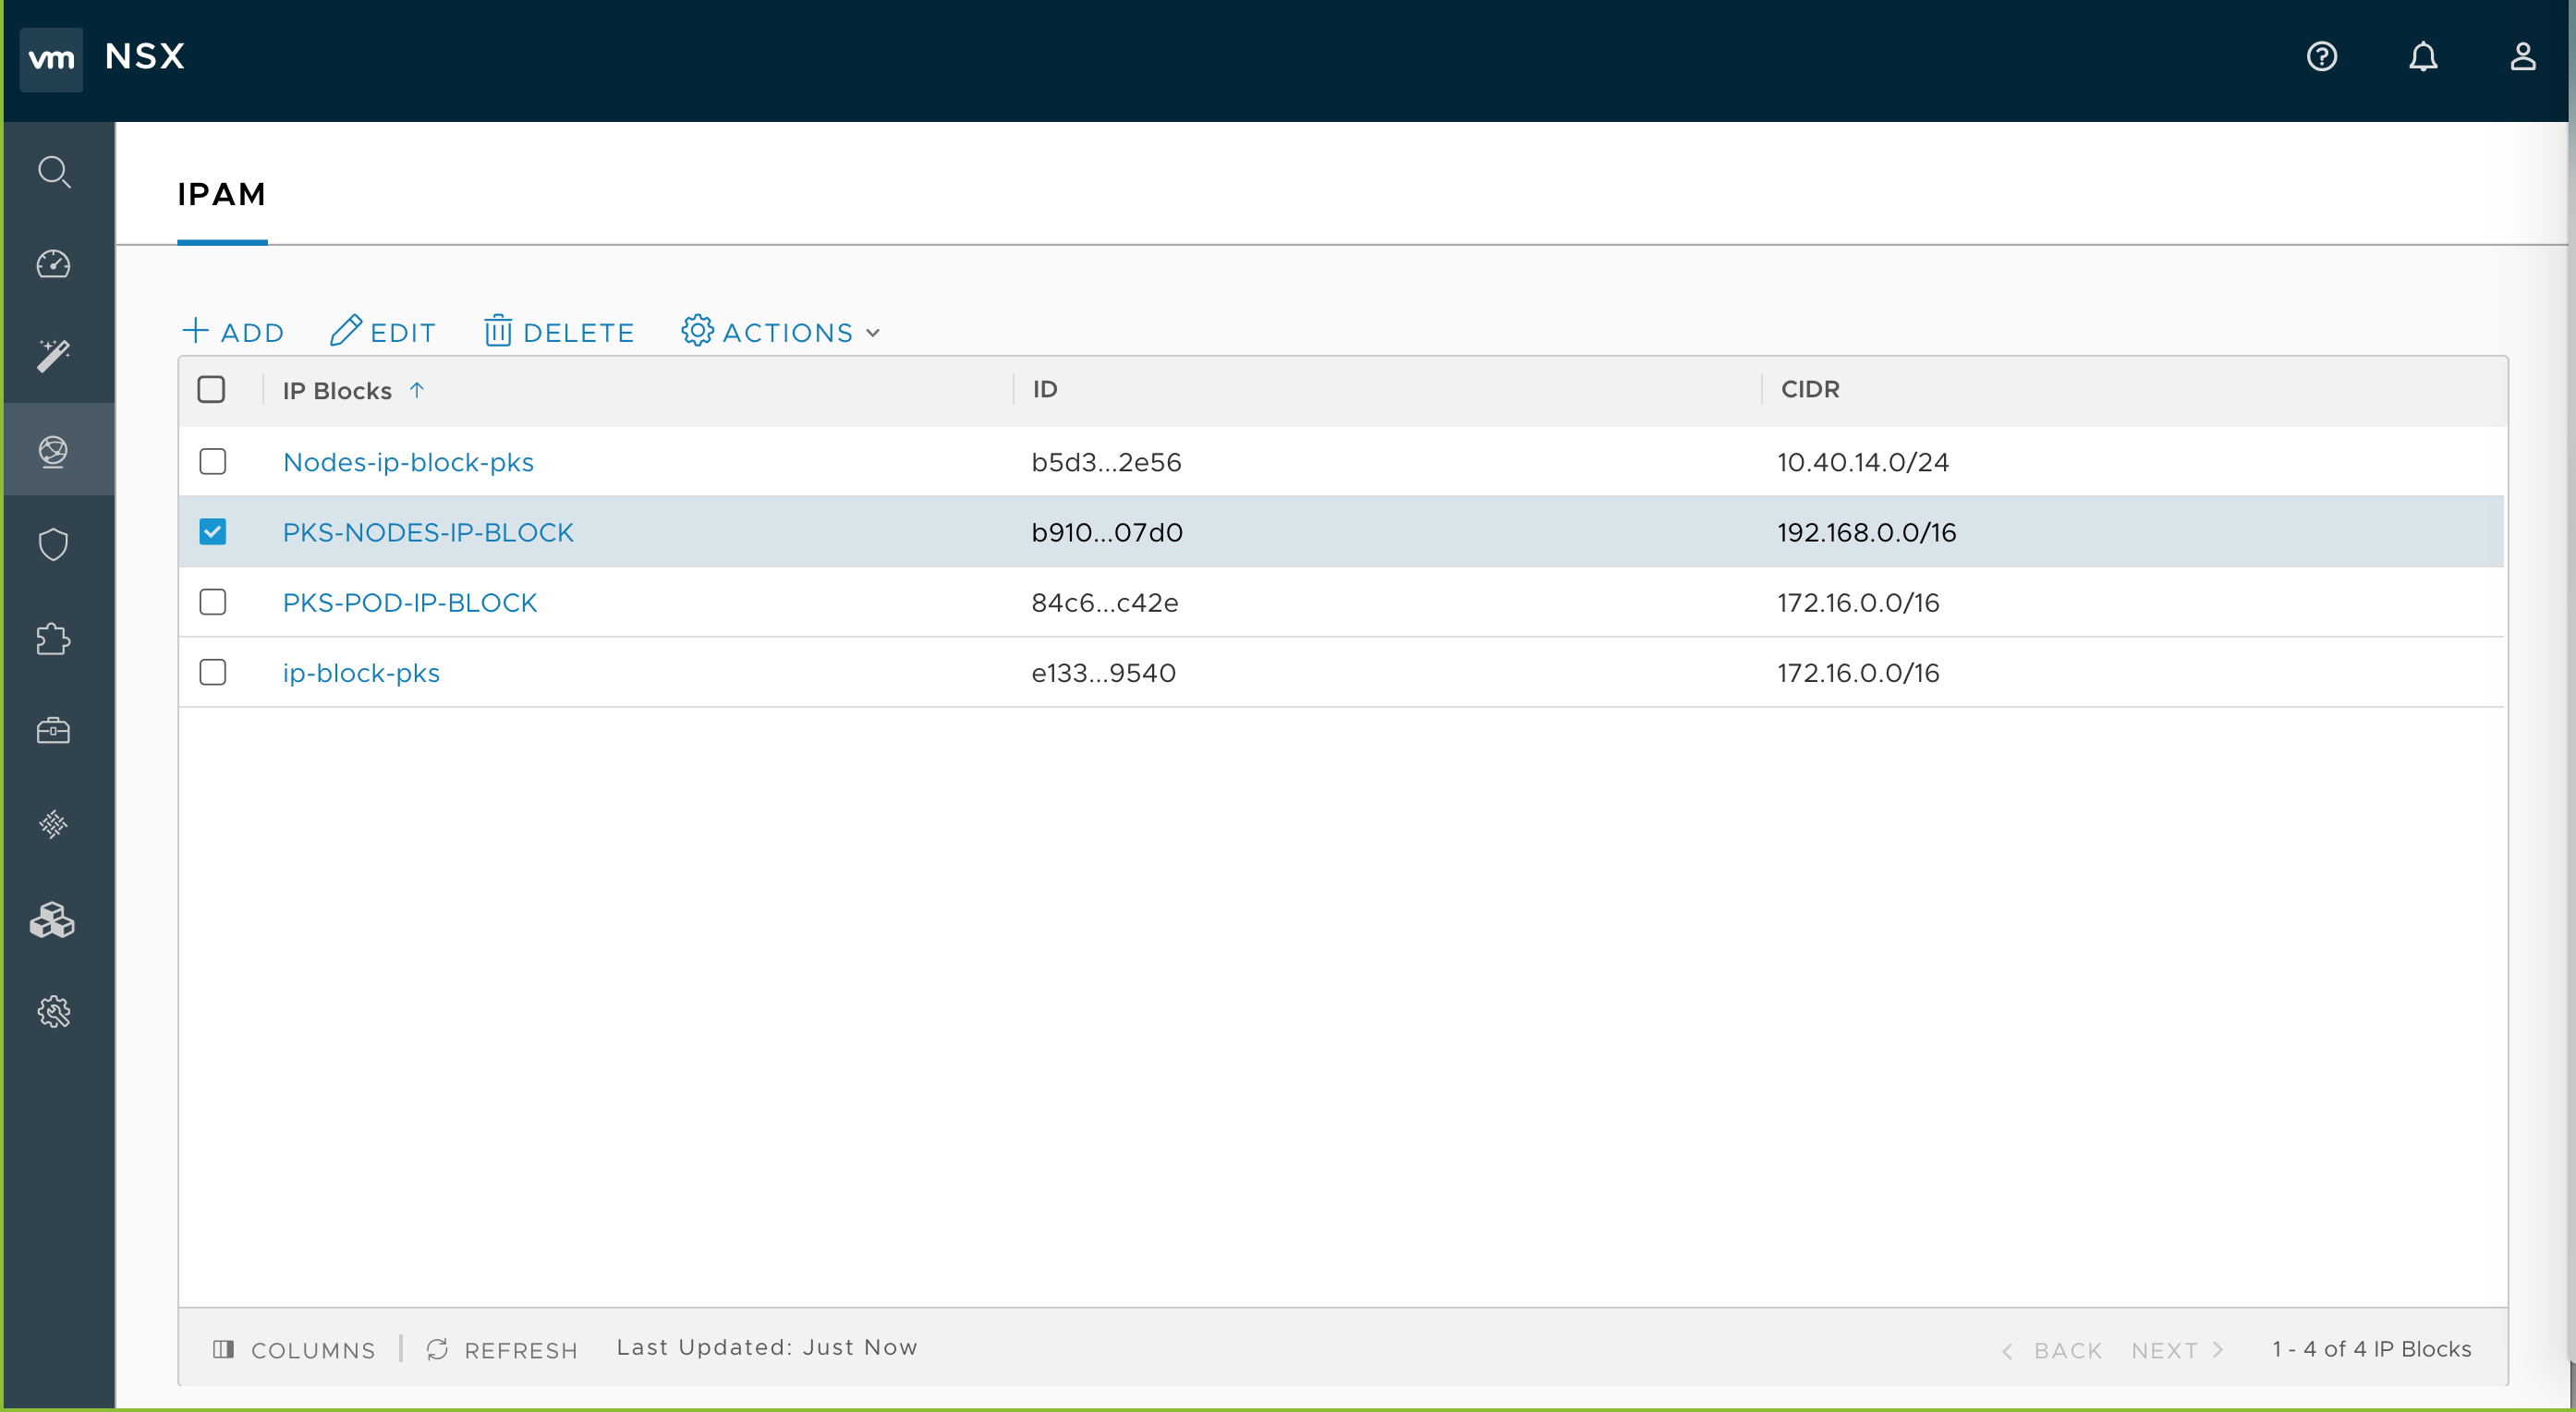 vm NSX
IPAM
ADD EDIT DELETE ACTIONS
IP Blocks ID CIDR
Nodes-ip-block-pks b5d3...2e56 10.40.14.0/24
PKS-NODES-IP-BLOCK b910...07d0 192.168.0.0/16
PKS-POD-IP-BLOCK 84c6...c42e 172.16.0.0/16
ip-block-pks e133...9540 172.16.0.0/16
COLUMNS REFRESH Last Updated: Just Now BACK NEXT 1 - 4 of 4 IP Blocks